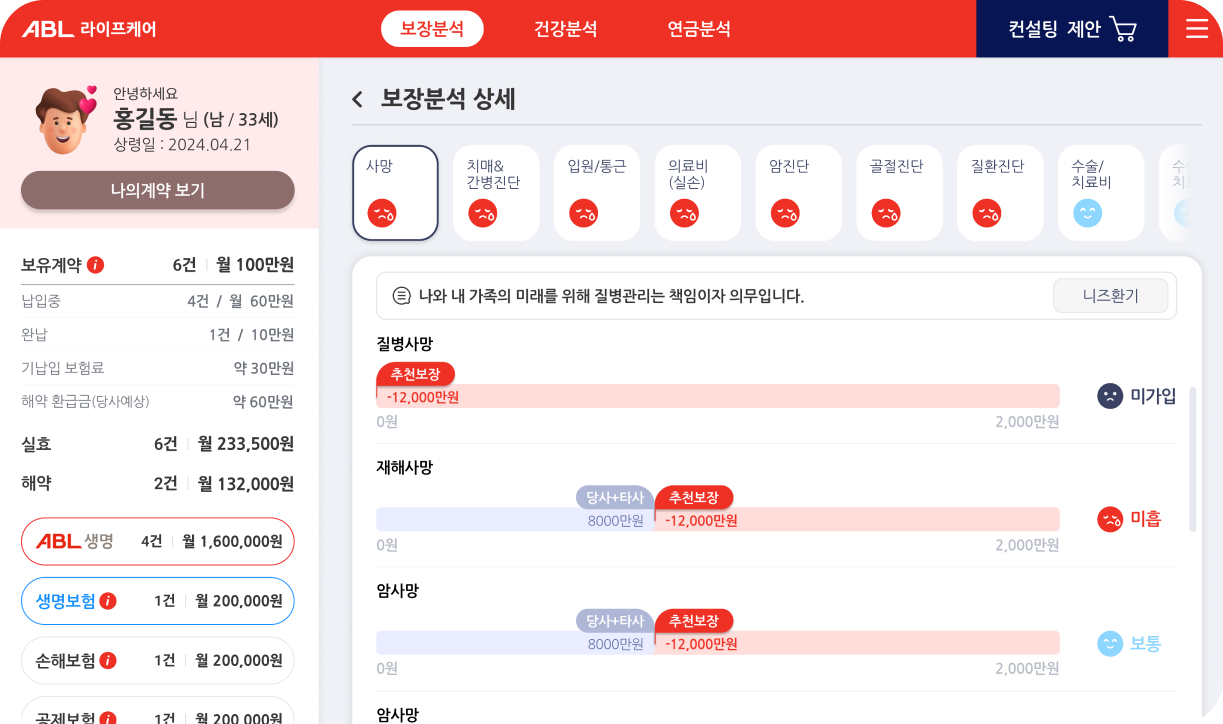 ABL 라이프케어
보장분석
건강분석
연금분석
컨설팅 제안
안녕하세요
홍길동 님 (남 / 33세)
상령일 : 2024.04.21
나의계약 보기
보유계약 i 6건 월 100만원
납입중 4건 / 월 60만원
완납 1건 / 10만원
기납입 보험료 약 30만원
해약 환급금(당사예상) 약 60만원
실효 6건 월 233,500원
해약 2건 월 132,000원
ABL 생명 4건 월 1,600,000원
생명보험 i 1건 월 200,000원
손해보험 i 1건 월 200,000원
공제보험 i 1건 월 200,000원
보장분석 상세
사망
치매&
간병진단
입원/통근
의료비
(실손)
암진단
골절진단
질환진단
수술/
치료비
나와 내 가족의 미래를 위해 질병관리는 책임이자 의무입니다.
니즈환기
질병사망
추천보장
-12,000만원
0원 2,000만원
미가입
재해사망
당사+타사 추천보장
8000만원 -12,000만원
0원 2,000만원
미흡
암사망
당사+타사 추천보장
8000만원 -12,000만원
0원 2,000만원
보통
암사망